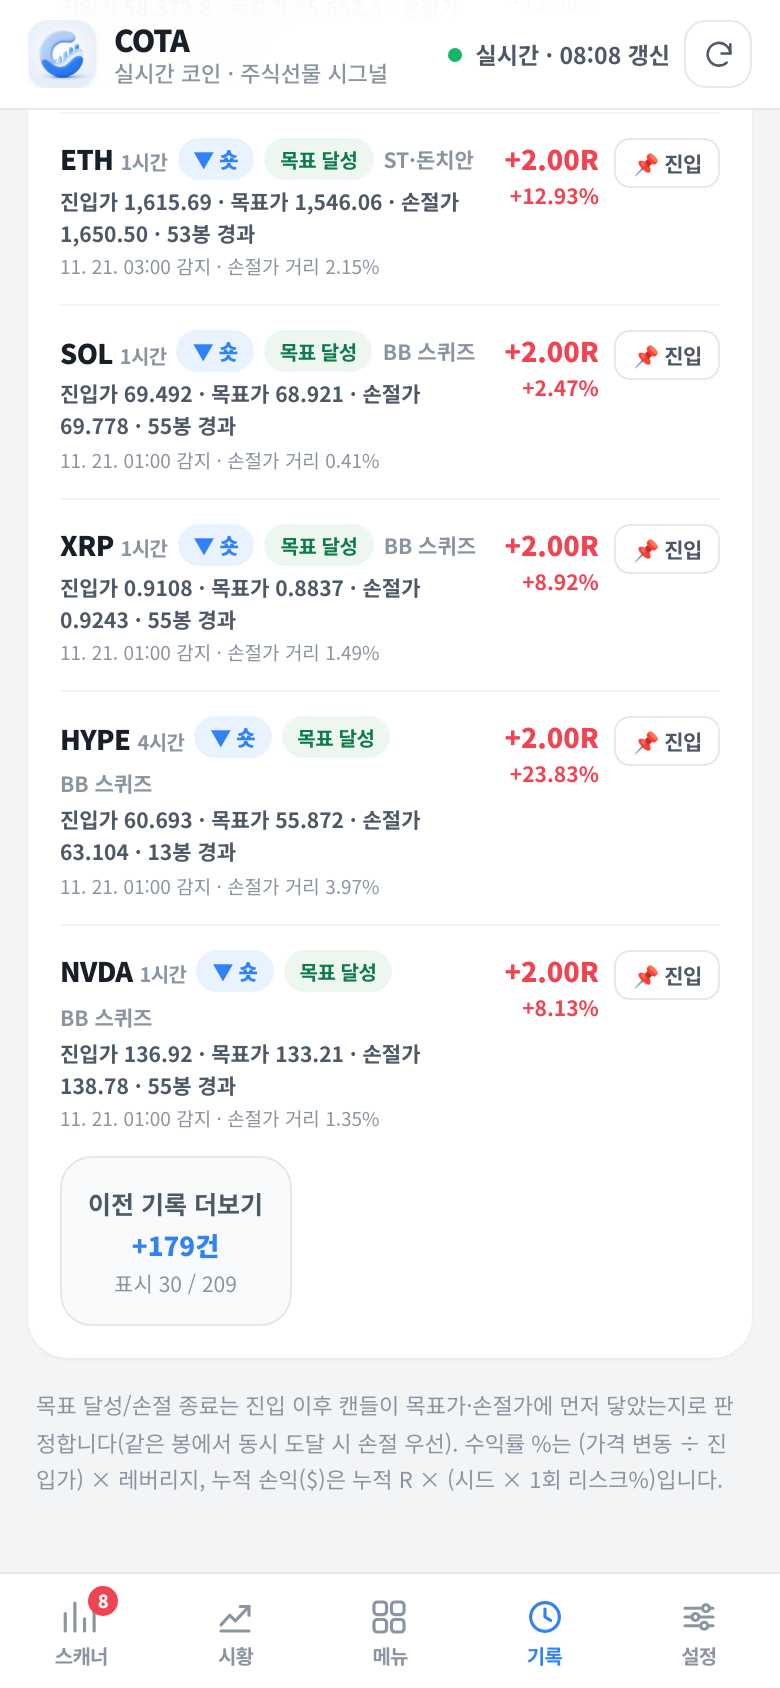 COTA
실시간 코인 · 주식선물 시그널
실시간 · 08:08 갱신
ETH 1시간 ▼ 숏 목표 달성 ST·돈치안 +2.00R 📌 진입
+12.93%
진입가 1,615.69 · 목표가 1,546.06 · 손절가
1,650.50 · 53봉 경과
11. 21. 03:00 감지 · 손절가 거리 2.15%
SOL 1시간 ▼ 숏 목표 달성 BB 스퀴즈 +2.00R 📌 진입
+2.47%
진입가 69.492 · 목표가 68.921 · 손절가
69.778 · 55봉 경과
11. 21. 01:00 감지 · 손절가 거리 0.41%
XRP 1시간 ▼ 숏 목표 달성 BB 스퀴즈 +2.00R 📌 진입
+8.92%
진입가 0.9108 · 목표가 0.8837 · 손절가
0.9243 · 55봉 경과
11. 21. 01:00 감지 · 손절가 거리 1.49%
HYPE 4시간 ▼ 숏 목표 달성 +2.00R 📌 진입
+23.83%
BB 스퀴즈
진입가 60.693 · 목표가 55.872 · 손절가
63.104 · 13봉 경과
11. 21. 01:00 감지 · 손절가 거리 3.97%
NVDA 1시간 ▼ 숏 목표 달성 +2.00R 📌 진입
+8.13%
BB 스퀴즈
진입가 136.92 · 목표가 133.21 · 손절가
138.78 · 55봉 경과
11. 21. 01:00 감지 · 손절가 거리 1.35%
이전 기록 더보기
+179건
표시 30 / 209
목표 달성/손절 종료는 진입 이후 캔들이 목표가·손절가에 먼저 닿았는지로 판
정합니다(같은 봉에서 동시 도달 시 손절 우선). 수익률 %는 (가격 변동 ÷ 진
입가) × 레버리지, 누적 손익($)은 누적 R × (시드 × 1회 리스크%)입니다.
8
스캐너 시황 메뉴 기록 설정